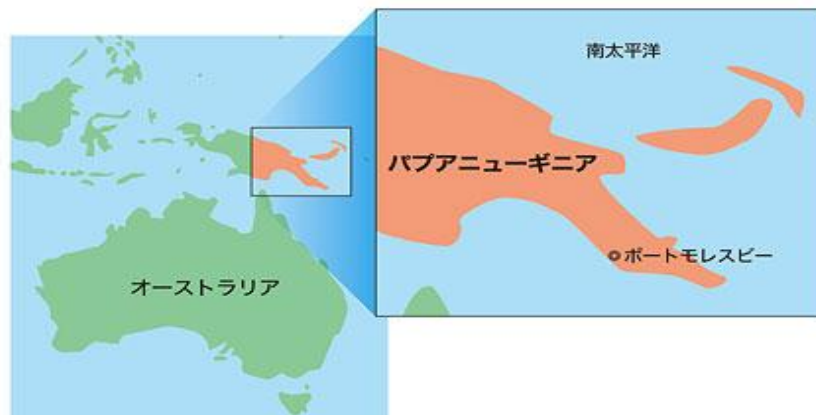 南太平洋
パプアニューギニア
ポートモレスビー
オーストラリア